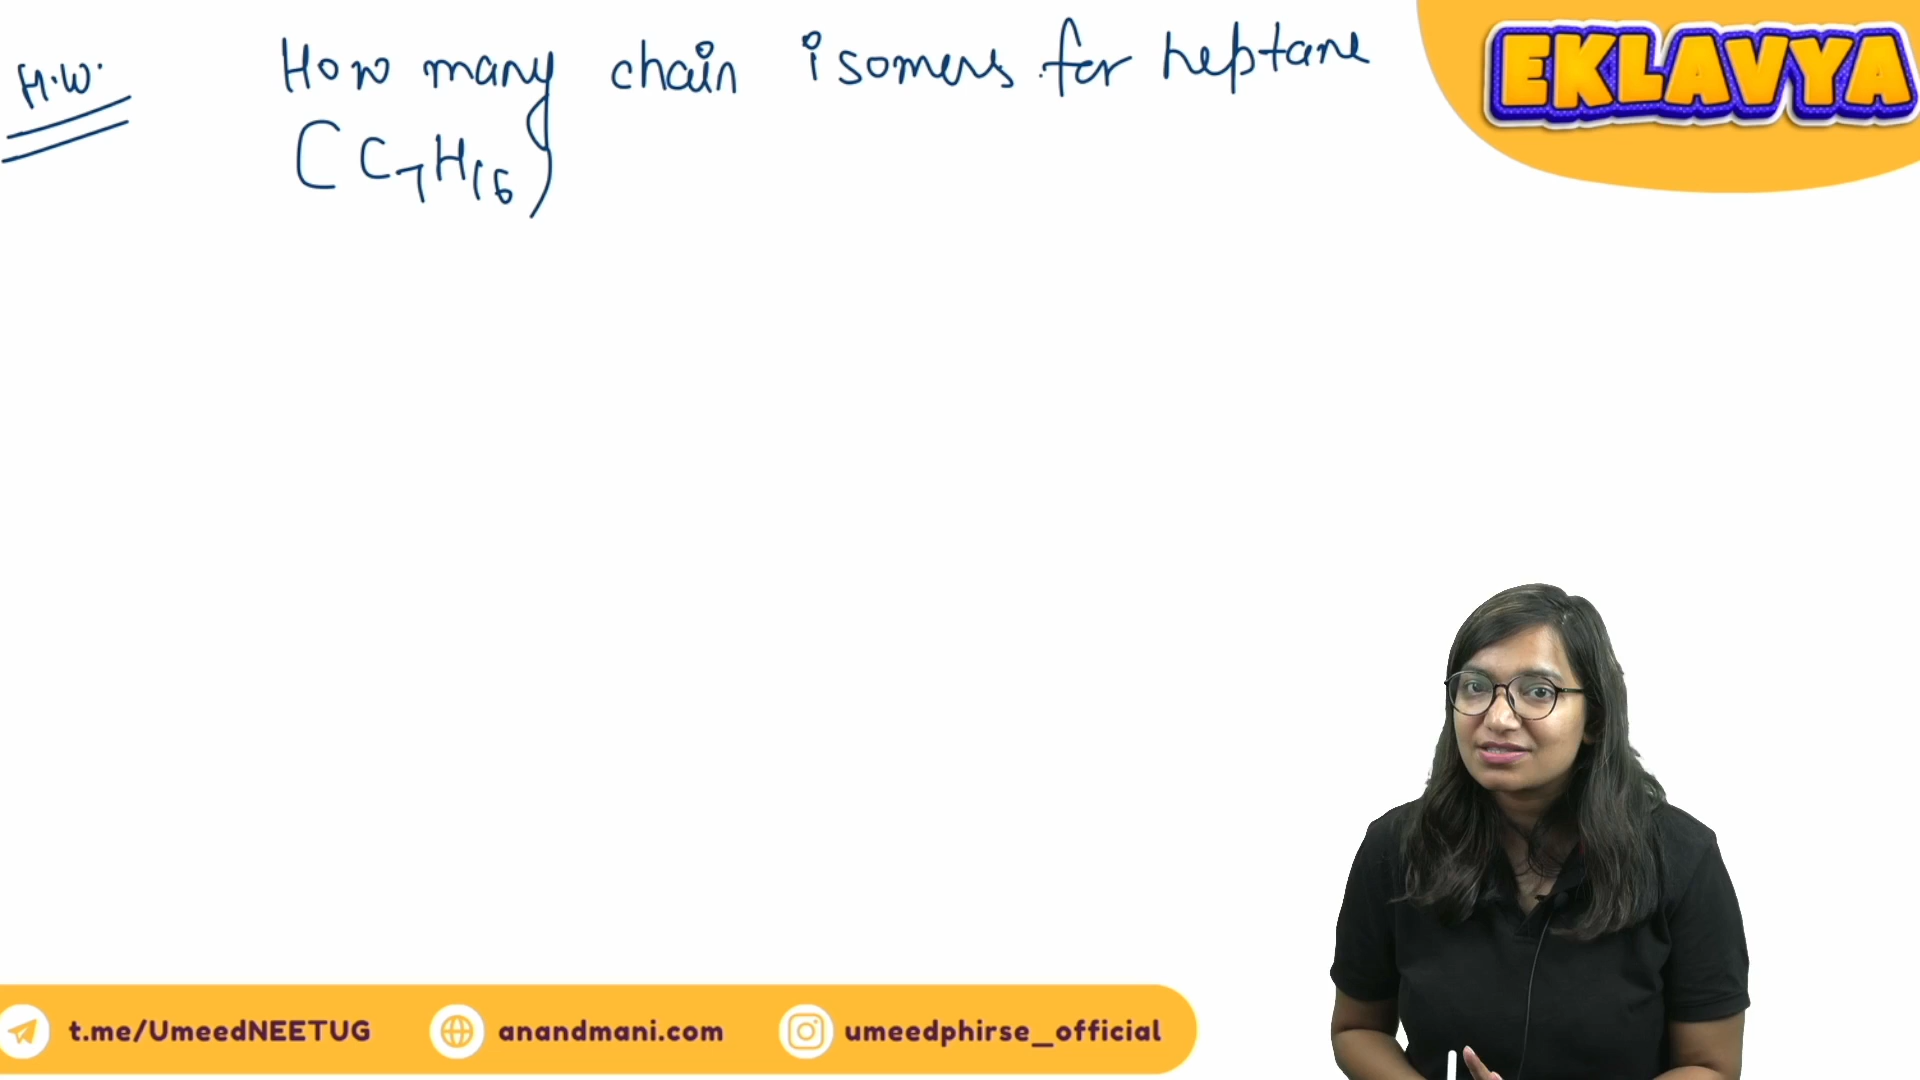 H.W. How many chain isomers for heptane
(C₇H₁₆)
EKLAVYA
t.me/UmeedNEETUG anandmani.com umeedphirse_official